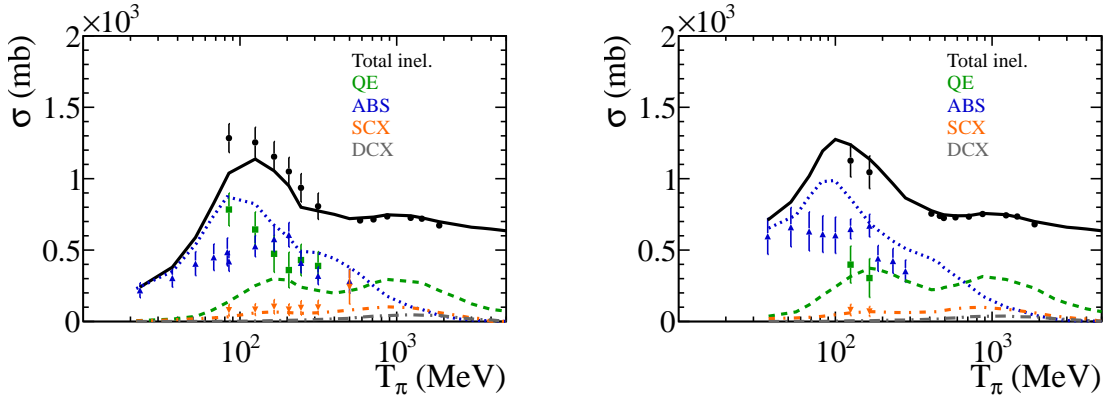 2×10³
σ (mb)
1.5
1
0.5
0
10²
10³
T_π (MeV)
Total inel.
QE
ABS
SCX
DCX
2×10³
σ (mb)
1.5
1
0.5
0
10²
10³
T_π (MeV)
Total inel.
QE
ABS
SCX
DCX